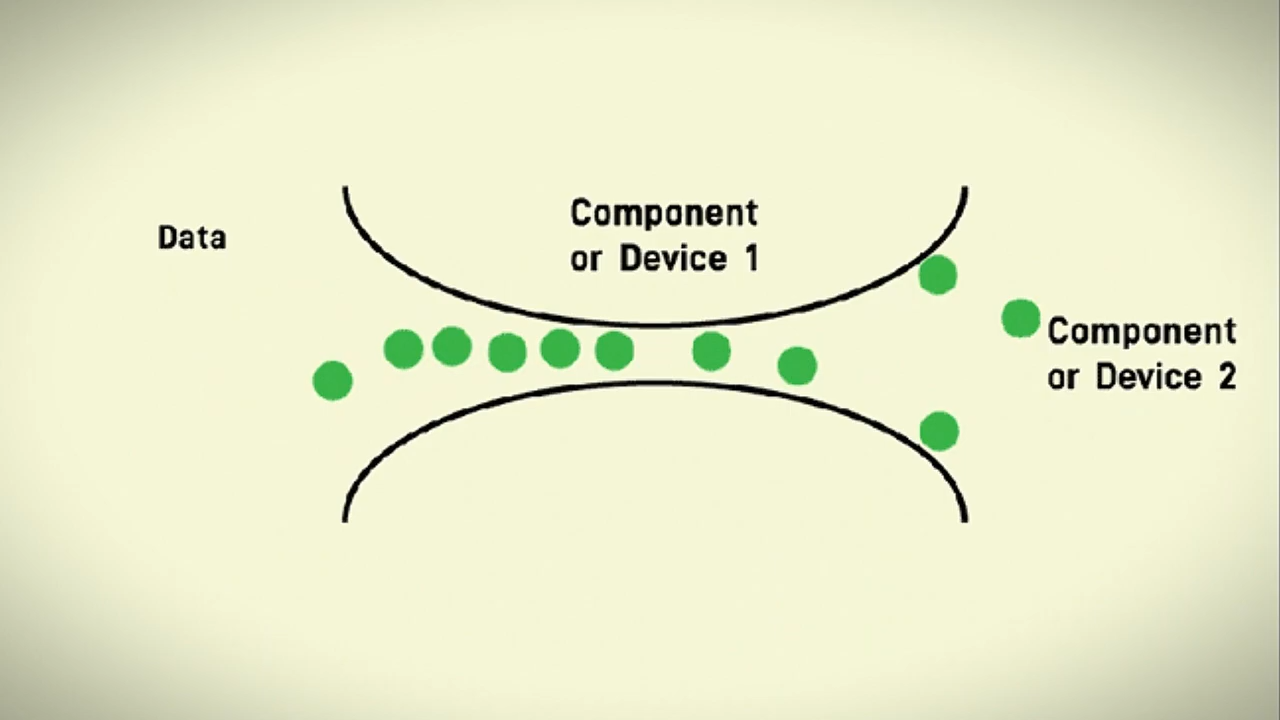 Data
Component
or Device 1
Component
or Device 2